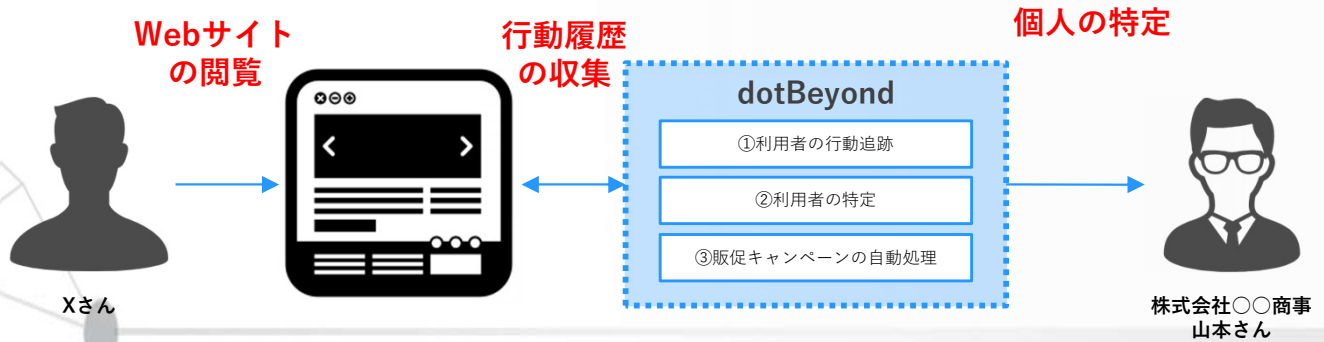 Webサイト
の閲覧
行動履歴
の収集
個人の特定
dotBeyond
①利用者の行動追跡
②利用者の特定
③販促キャンペーンの自動処理
Xさん
株式会社○○商事
山本さん